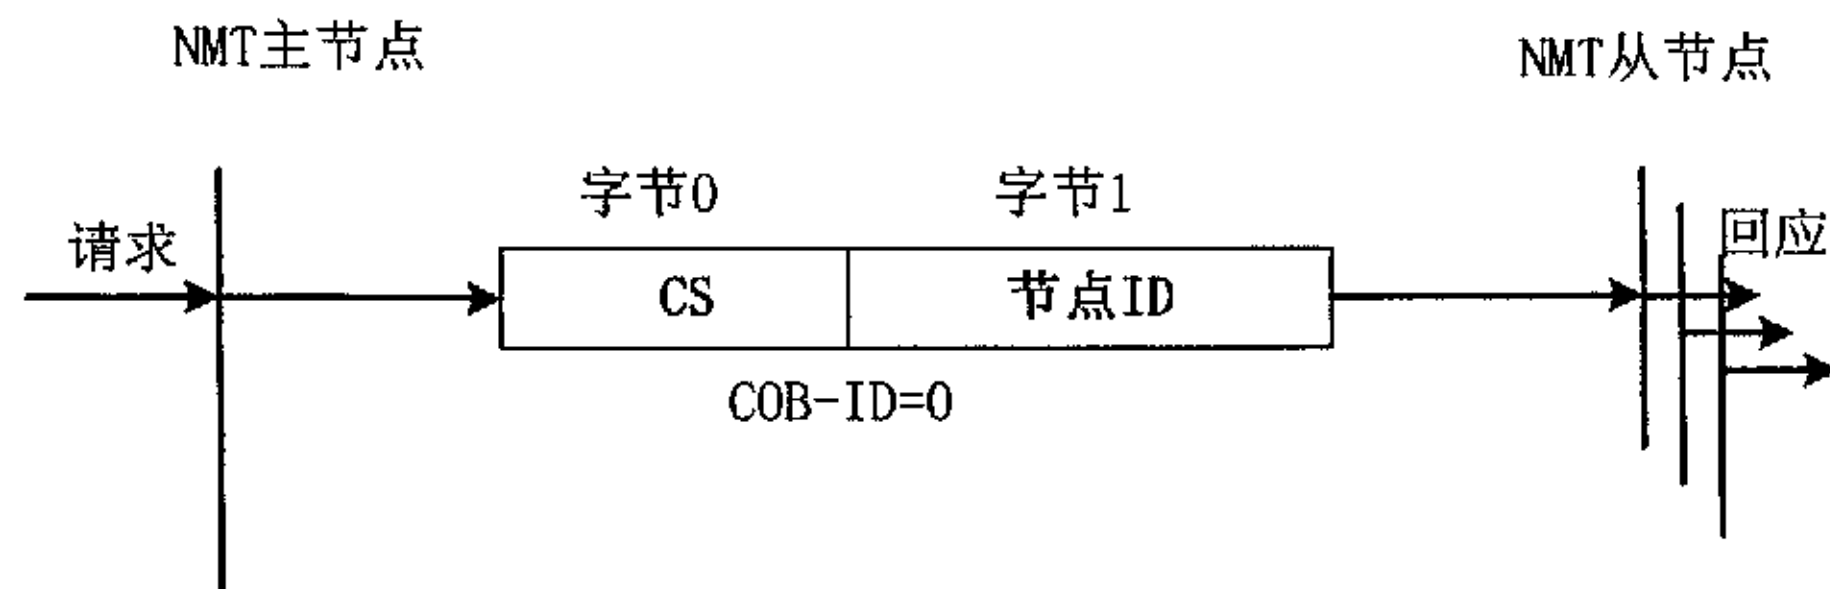 NMT主节点
NMT从节点
字节0
字节1
请求
回应
CS
节点ID
COB-ID=0